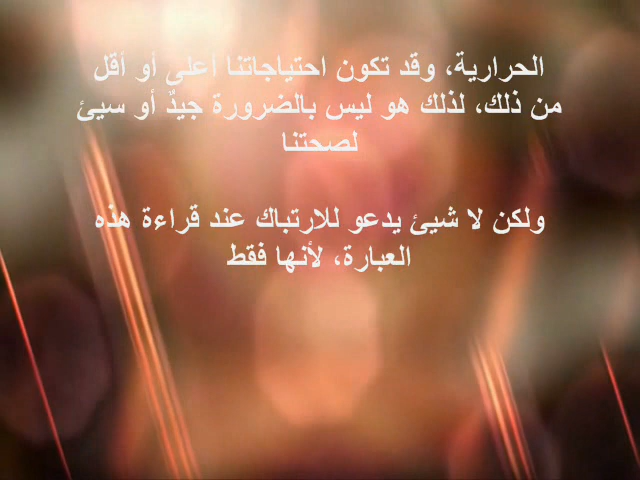 الحرارية، وقد تكون احتياجاتنا أعلى أو أقل
من ذلك، لذلك هو ليس بالضرورة جيدٌ أو سيئ
لصحتنا
ولكن لا شيئ يدعو للارتباك عند قراءة هذه
العبارة، لأنها فقط